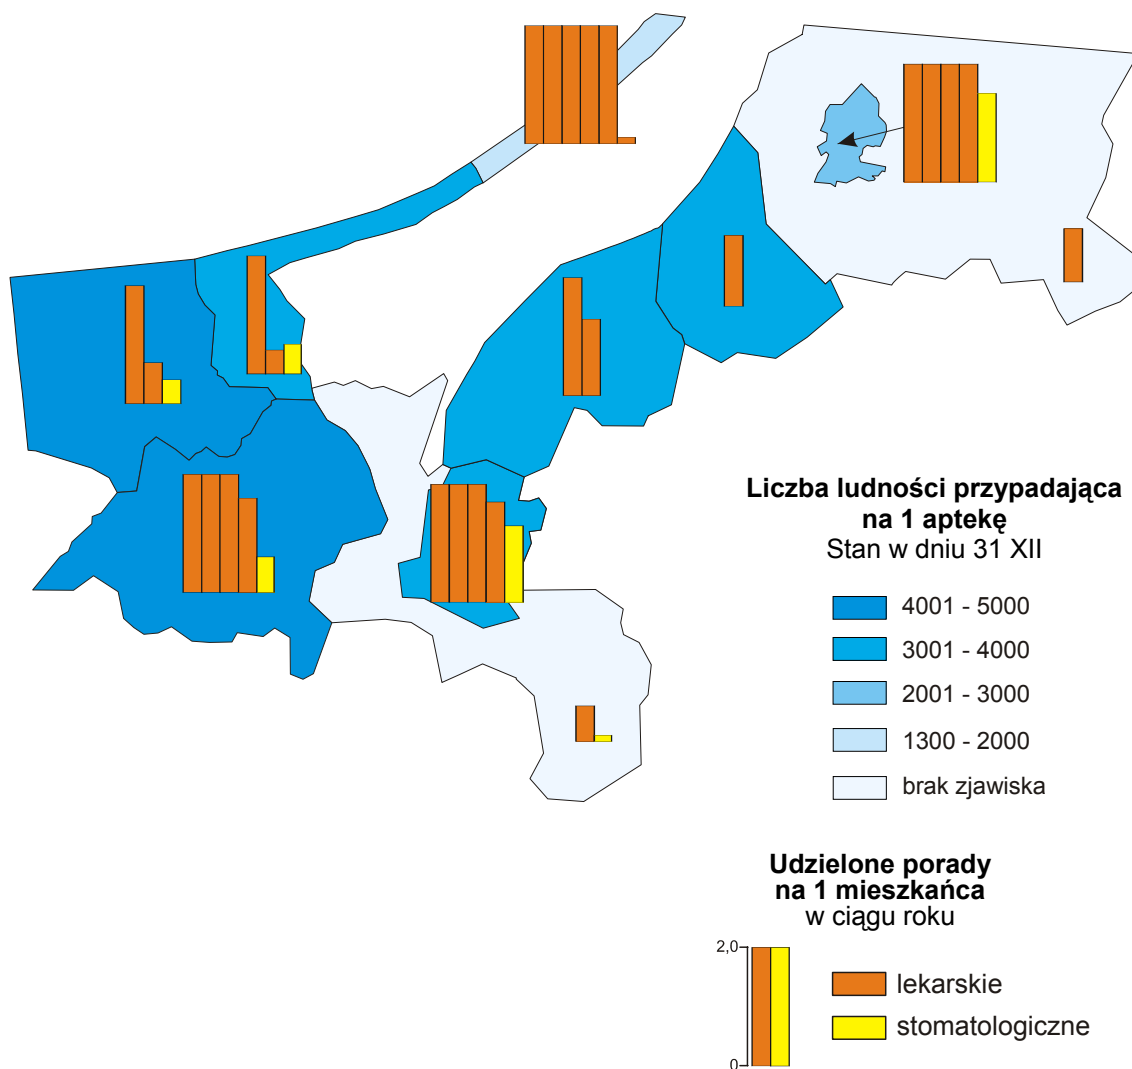 Liczba ludności przypadająca
na 1 aptekę
Stan w dniu 31 XII
4001 - 5000
3001 - 4000
2001 - 3000
1300 - 2000
brak zjawiska
Udzielone porady
na 1 mieszkańca
w ciągu roku
2,0
lekarskie
stomatologiczne
0